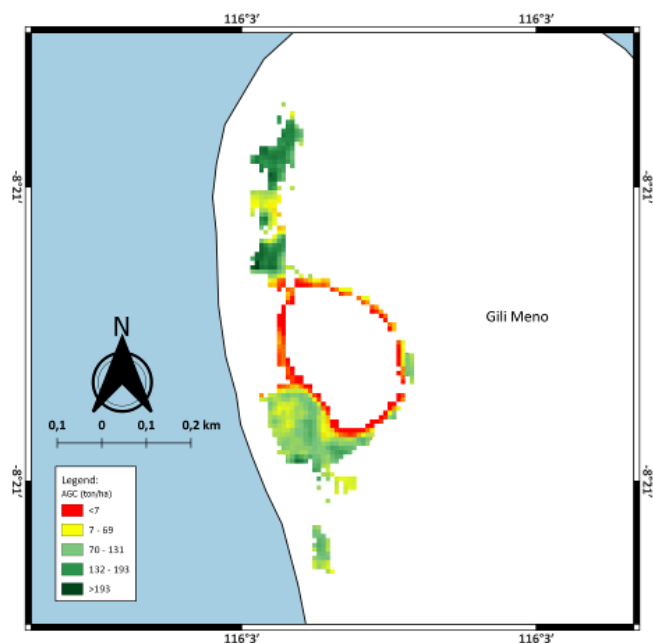 116°3' 116°3'
-8°21' -8°21'
Gili Meno
N
0,1 0 0,1 0,2 km
-8°21' -8°21'
Legend:
AGC (ton/ha)
<7
7 - 69
70 - 131
132 - 193
>193
116°3' 116°3'